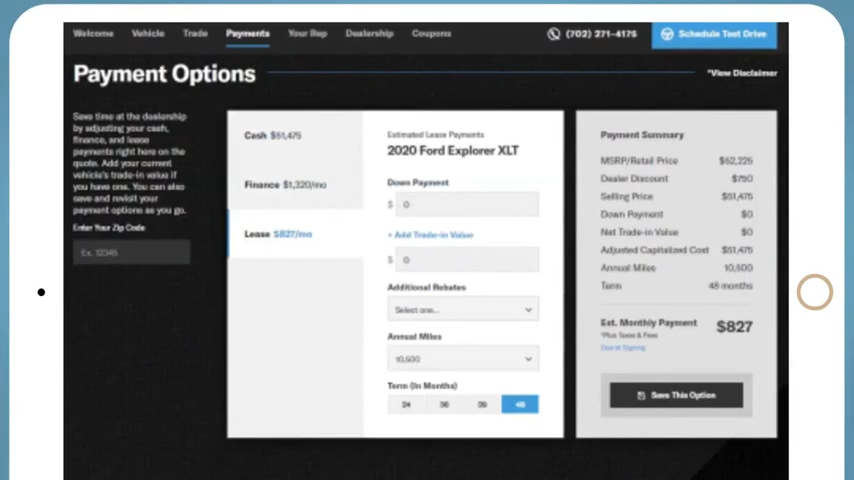 Welcome Vehicle Trade Payments Your Rep Dealership Coupons (702) 271-4175 Schedule Test Drive
Payment Options
*View Disclaimer
Save time at the dealership
by adjusting your cash,
finance, and lease
payments right here on the
quote. Add your current
vehicle's trade-in value if
you have one. You can also
save and revisit your
payment options as you go.
Enter Your Zip Code
Ex. 12345
Cash $51,475
Finance $1,320/mo
Lease $827/mo
Estimated Lease Payments
2020 Ford Explorer XLT
Down Payment
$ 0
+ Add Trade-in Value
$ 0
Additional Rebates
Select one...
Annual Miles
10,500
Term (In Months)
24 36 39 48
Payment Summary
MSRP/Retail Price $52,225
Dealer Discount $750
Selling Price $51,475
Down Payment $0
Net Trade-in Value $0
Adjusted Capitalized Cost $51,475
Annual Miles 10,500
Term 48 months
Est. Monthly Payment $827
*Plus Taxes & Fees
Due at Signing
Save This Option